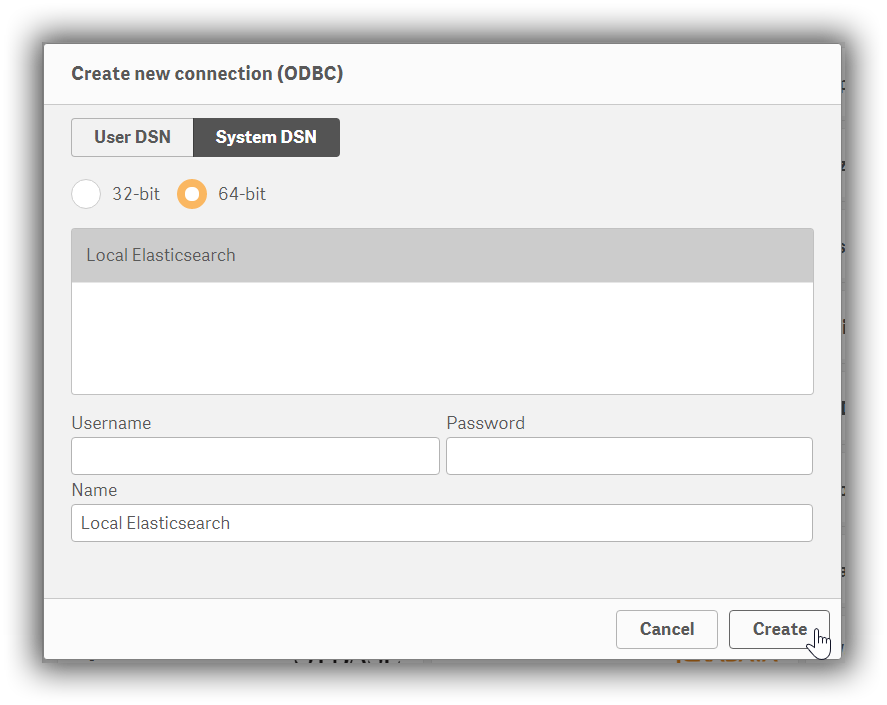 Create new connection (ODBC)
User DSN System DSN
32-bit 64-bit
Local Elasticsearch
Username Password
Name
Local Elasticsearch
Cancel Create